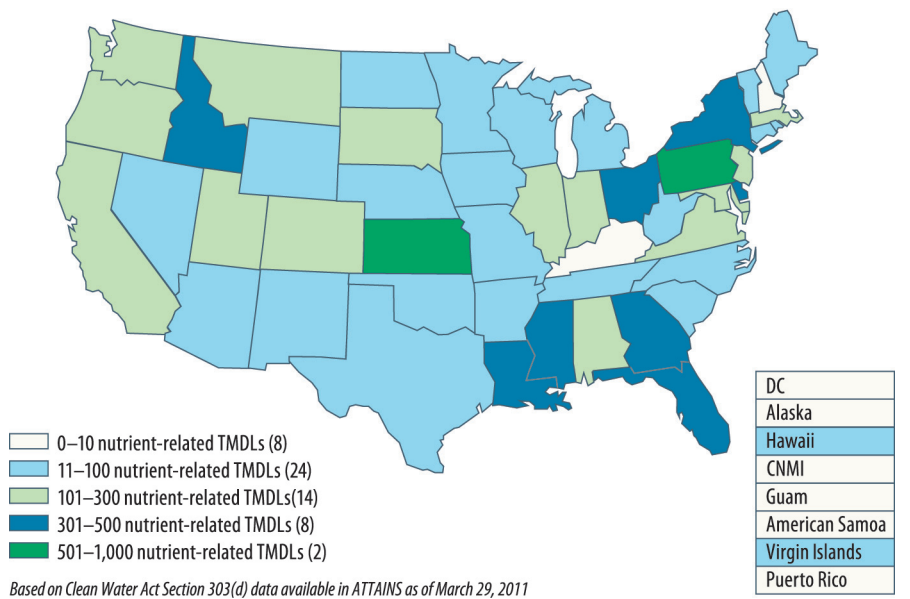 DC
Alaska
Hawaii
CNMI
Guam
American Samoa
Virgin Islands
Puerto Rico
0–10 nutrient-related TMDLs (8)
11–100 nutrient-related TMDLs (24)
101–300 nutrient-related TMDLs(14)
301–500 nutrient-related TMDLs (8)
501–1,000 nutrient-related TMDLs (2)
Based on Clean Water Act Section 303(d) data available in ATTAINS as of March 29, 2011